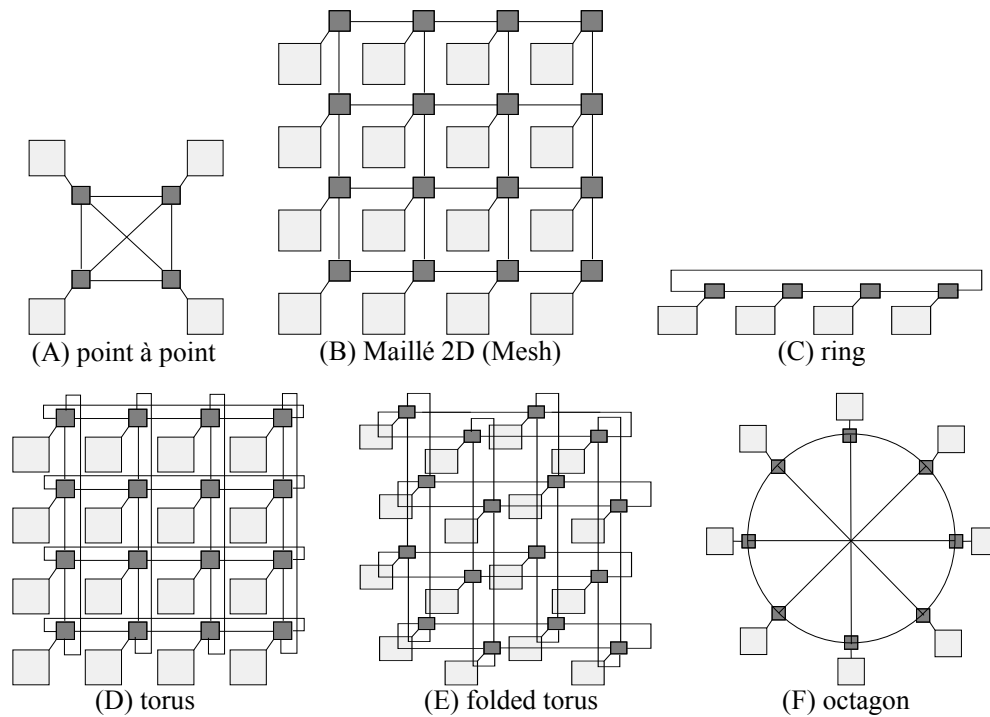 (A) point à point
(B) Maillé 2D (Mesh)
(C) ring
(D) torus
(E) folded torus
(F) octagon